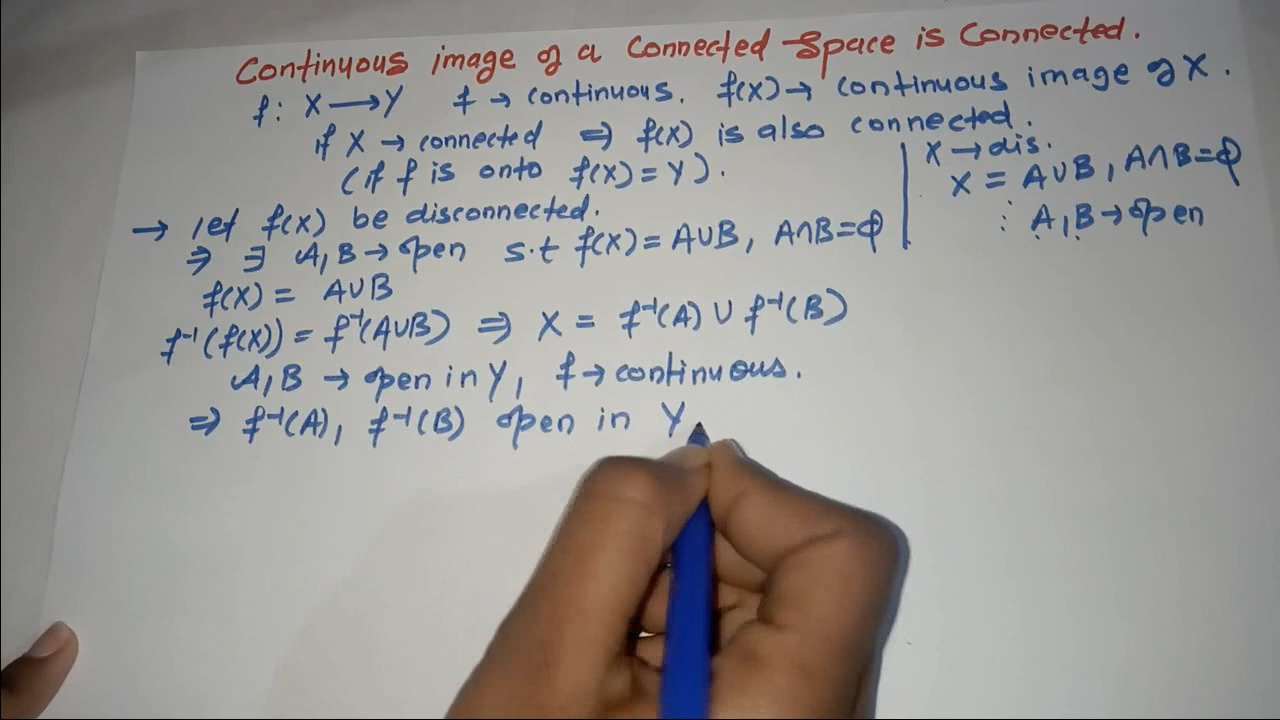 Continuous image of a Connected Space is Connected.
f: X → Y f → continuous. f(X) → continuous image of X.
if X → connected ⇒ f(X) is also connected.
(if f is onto f(X) = Y).
X → dis.
X = A∪B, A∩B=ϕ
∴ A, B → open
→ let f(X) be disconnected.
⇒ ∃ A, B → open s.t f(X) = A∪B, A∩B=ϕ
f(X) = A∪B
f⁻¹(f(X)) = f⁻¹(A∪B) ⇒ X = f⁻¹(A) ∪ f⁻¹(B)
A, B → open in Y, f → continuous.
⇒ f⁻¹(A), f⁻¹(B) open in Y